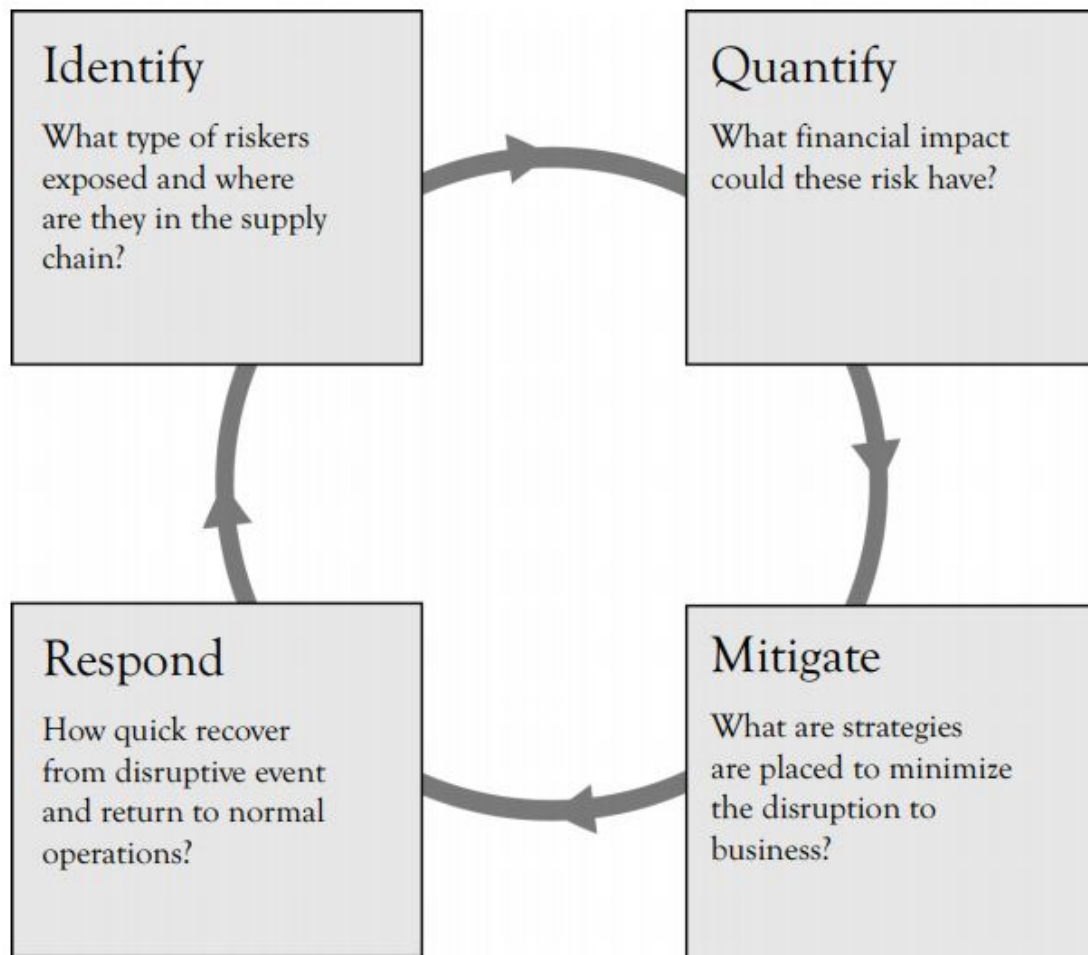 Identify
What type of riskers
exposed and where
are they in the supply
chain?
Quantify
What financial impact
could these risk have?
Respond
How quick recover
from disruptive event
and return to normal
operations?
Mitigate
What are strategies
are placed to minimize
the disruption to
business?